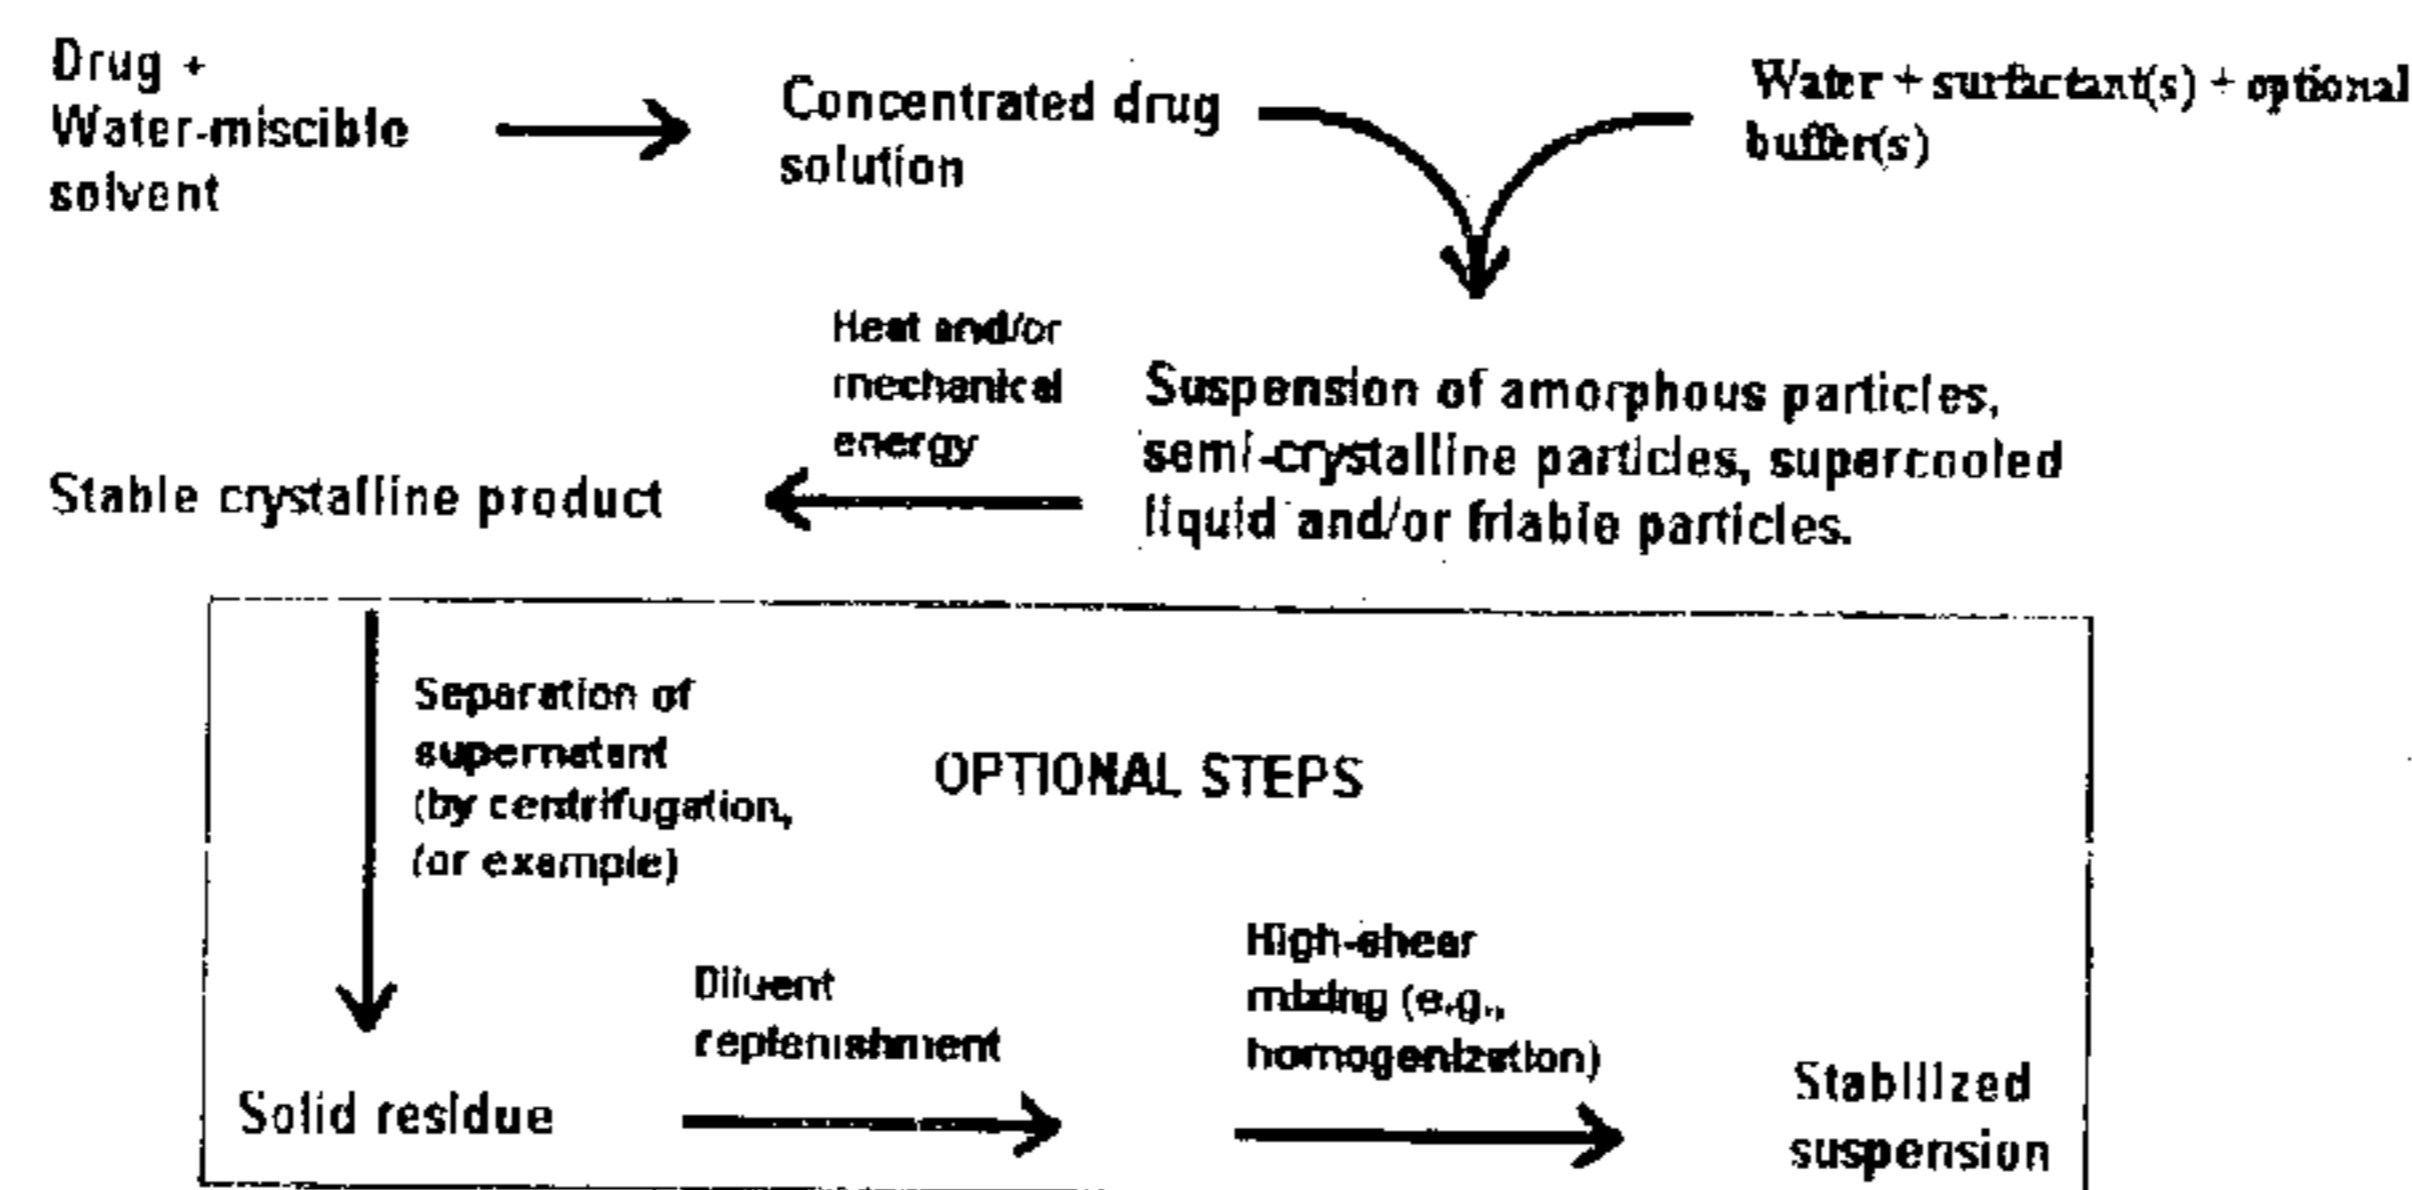 Drug +
Water-miscible
solvent
Concentrated drug
solution
Water + surfactant(s) + optional
buffer(s)
Heat and/or
mechanical
energy
Suspension of amorphous particles,
semi-crystalline particles, supercooled
liquid and/or friable particles.
Stable crystalline product
Separation of
supernatant
(by centrifugation,
for example)
OPTIONAL STEPS
Diluent
replenishment
High-shear
mixing (e.g.,
homogenization)
Solid residue
Stabilized
suspension